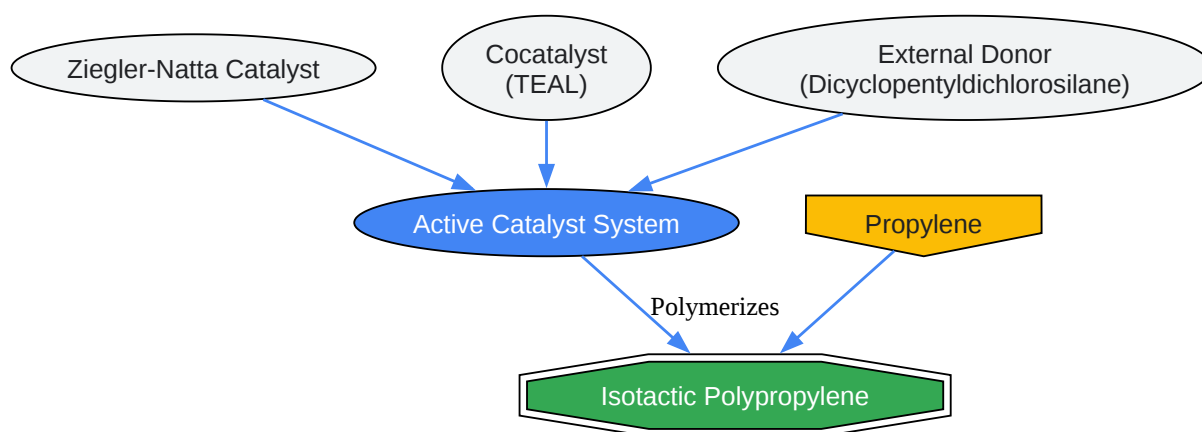 Ziegler-Natta Catalyst
Cocatalyst
(TEAL)
External Donor
(Dicyclopentyldichlorosilane)
Active Catalyst System
Propylene
Polymerizes
Isotactic Polypropylene